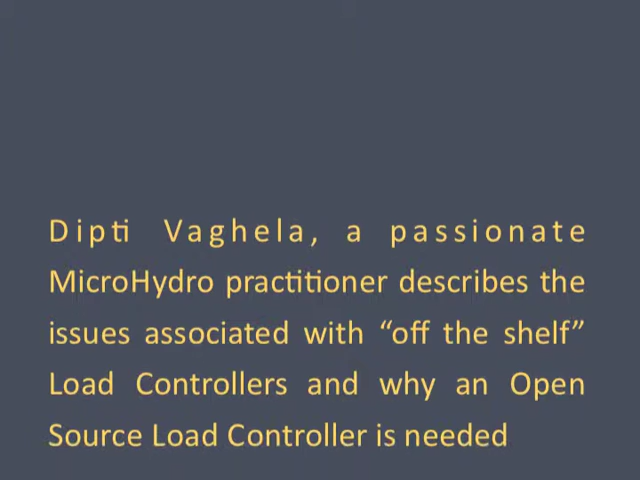 Dipti Vaghela, a passionate
MicroHydro practitioner describes the
issues associated with “off the shelf”
Load Controllers and why an Open
Source Load Controller is needed